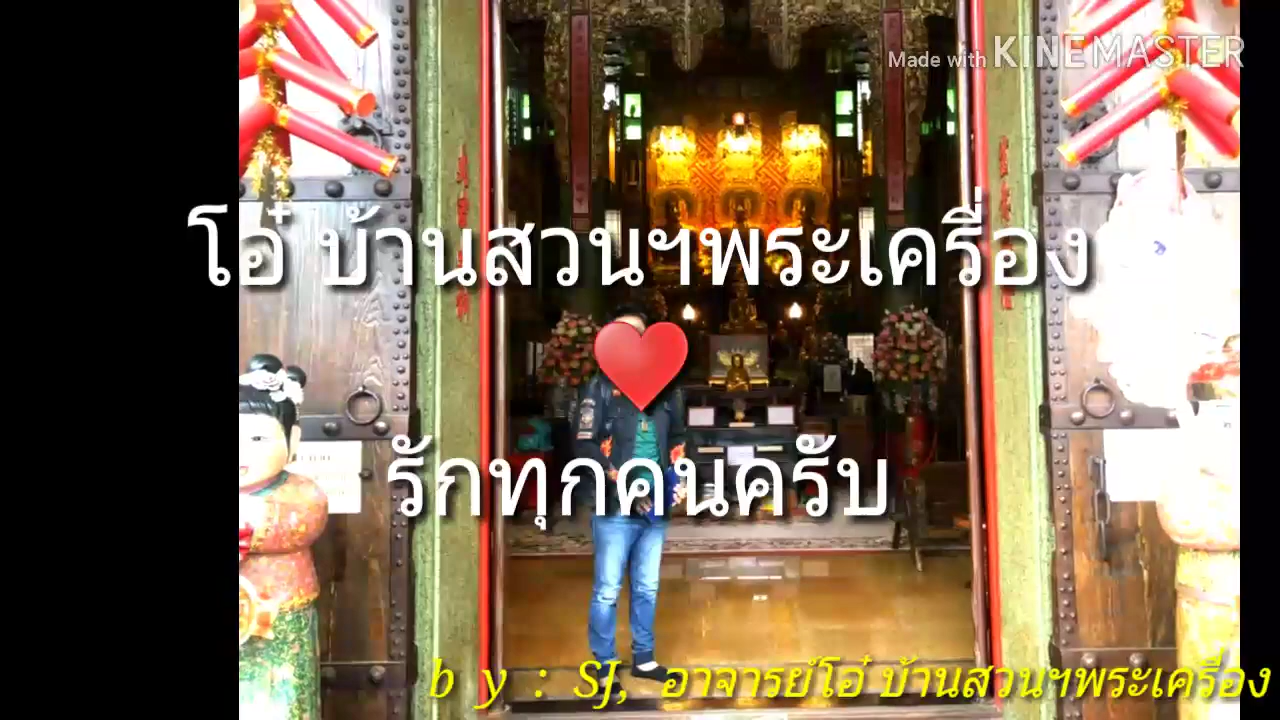 Made with KINEMASTER
โอ๋ บ้านสวนฯพระเครื่อง
♥
รักทุกคนครับ
b y : SJ, อาจารย์โอ๋ บ้านสวนฯพระเครื่อง